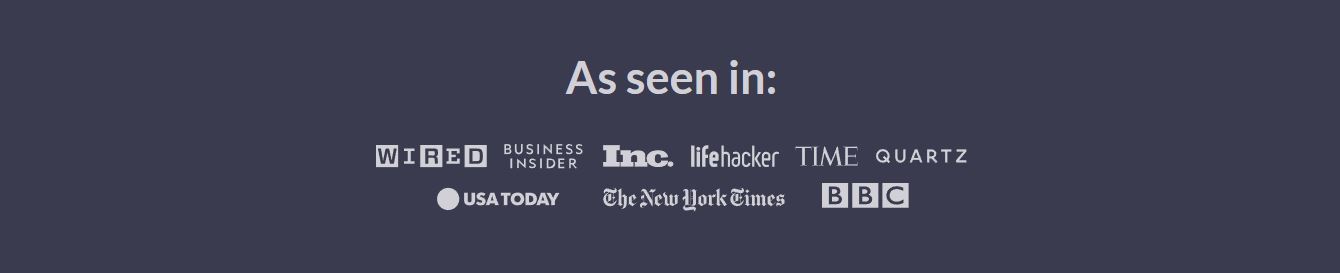 As seen in:
WIRED BUSINESS INSIDER Inc. lifehacker TIME QUARTZ
USA TODAY The New York Times BBC